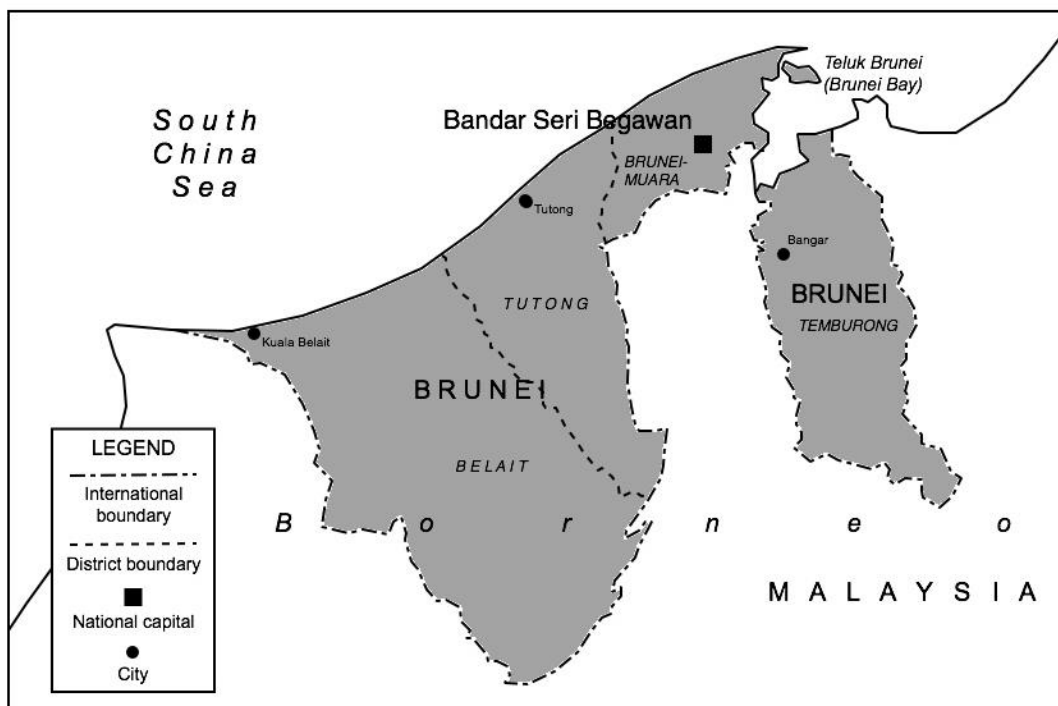 South
China
Sea
Teluk Brunei
(Brunei Bay)
Bandar Seri Begawan
BRUNEI-
MUARA
Tutong
Bangar
TUTONG
BRUNEI
TEMBURONG
Kuala Belait
BRUNEI
BELAIT
Borneo
MALAYSIA
LEGEND
International
boundary
District boundary
National capital
City